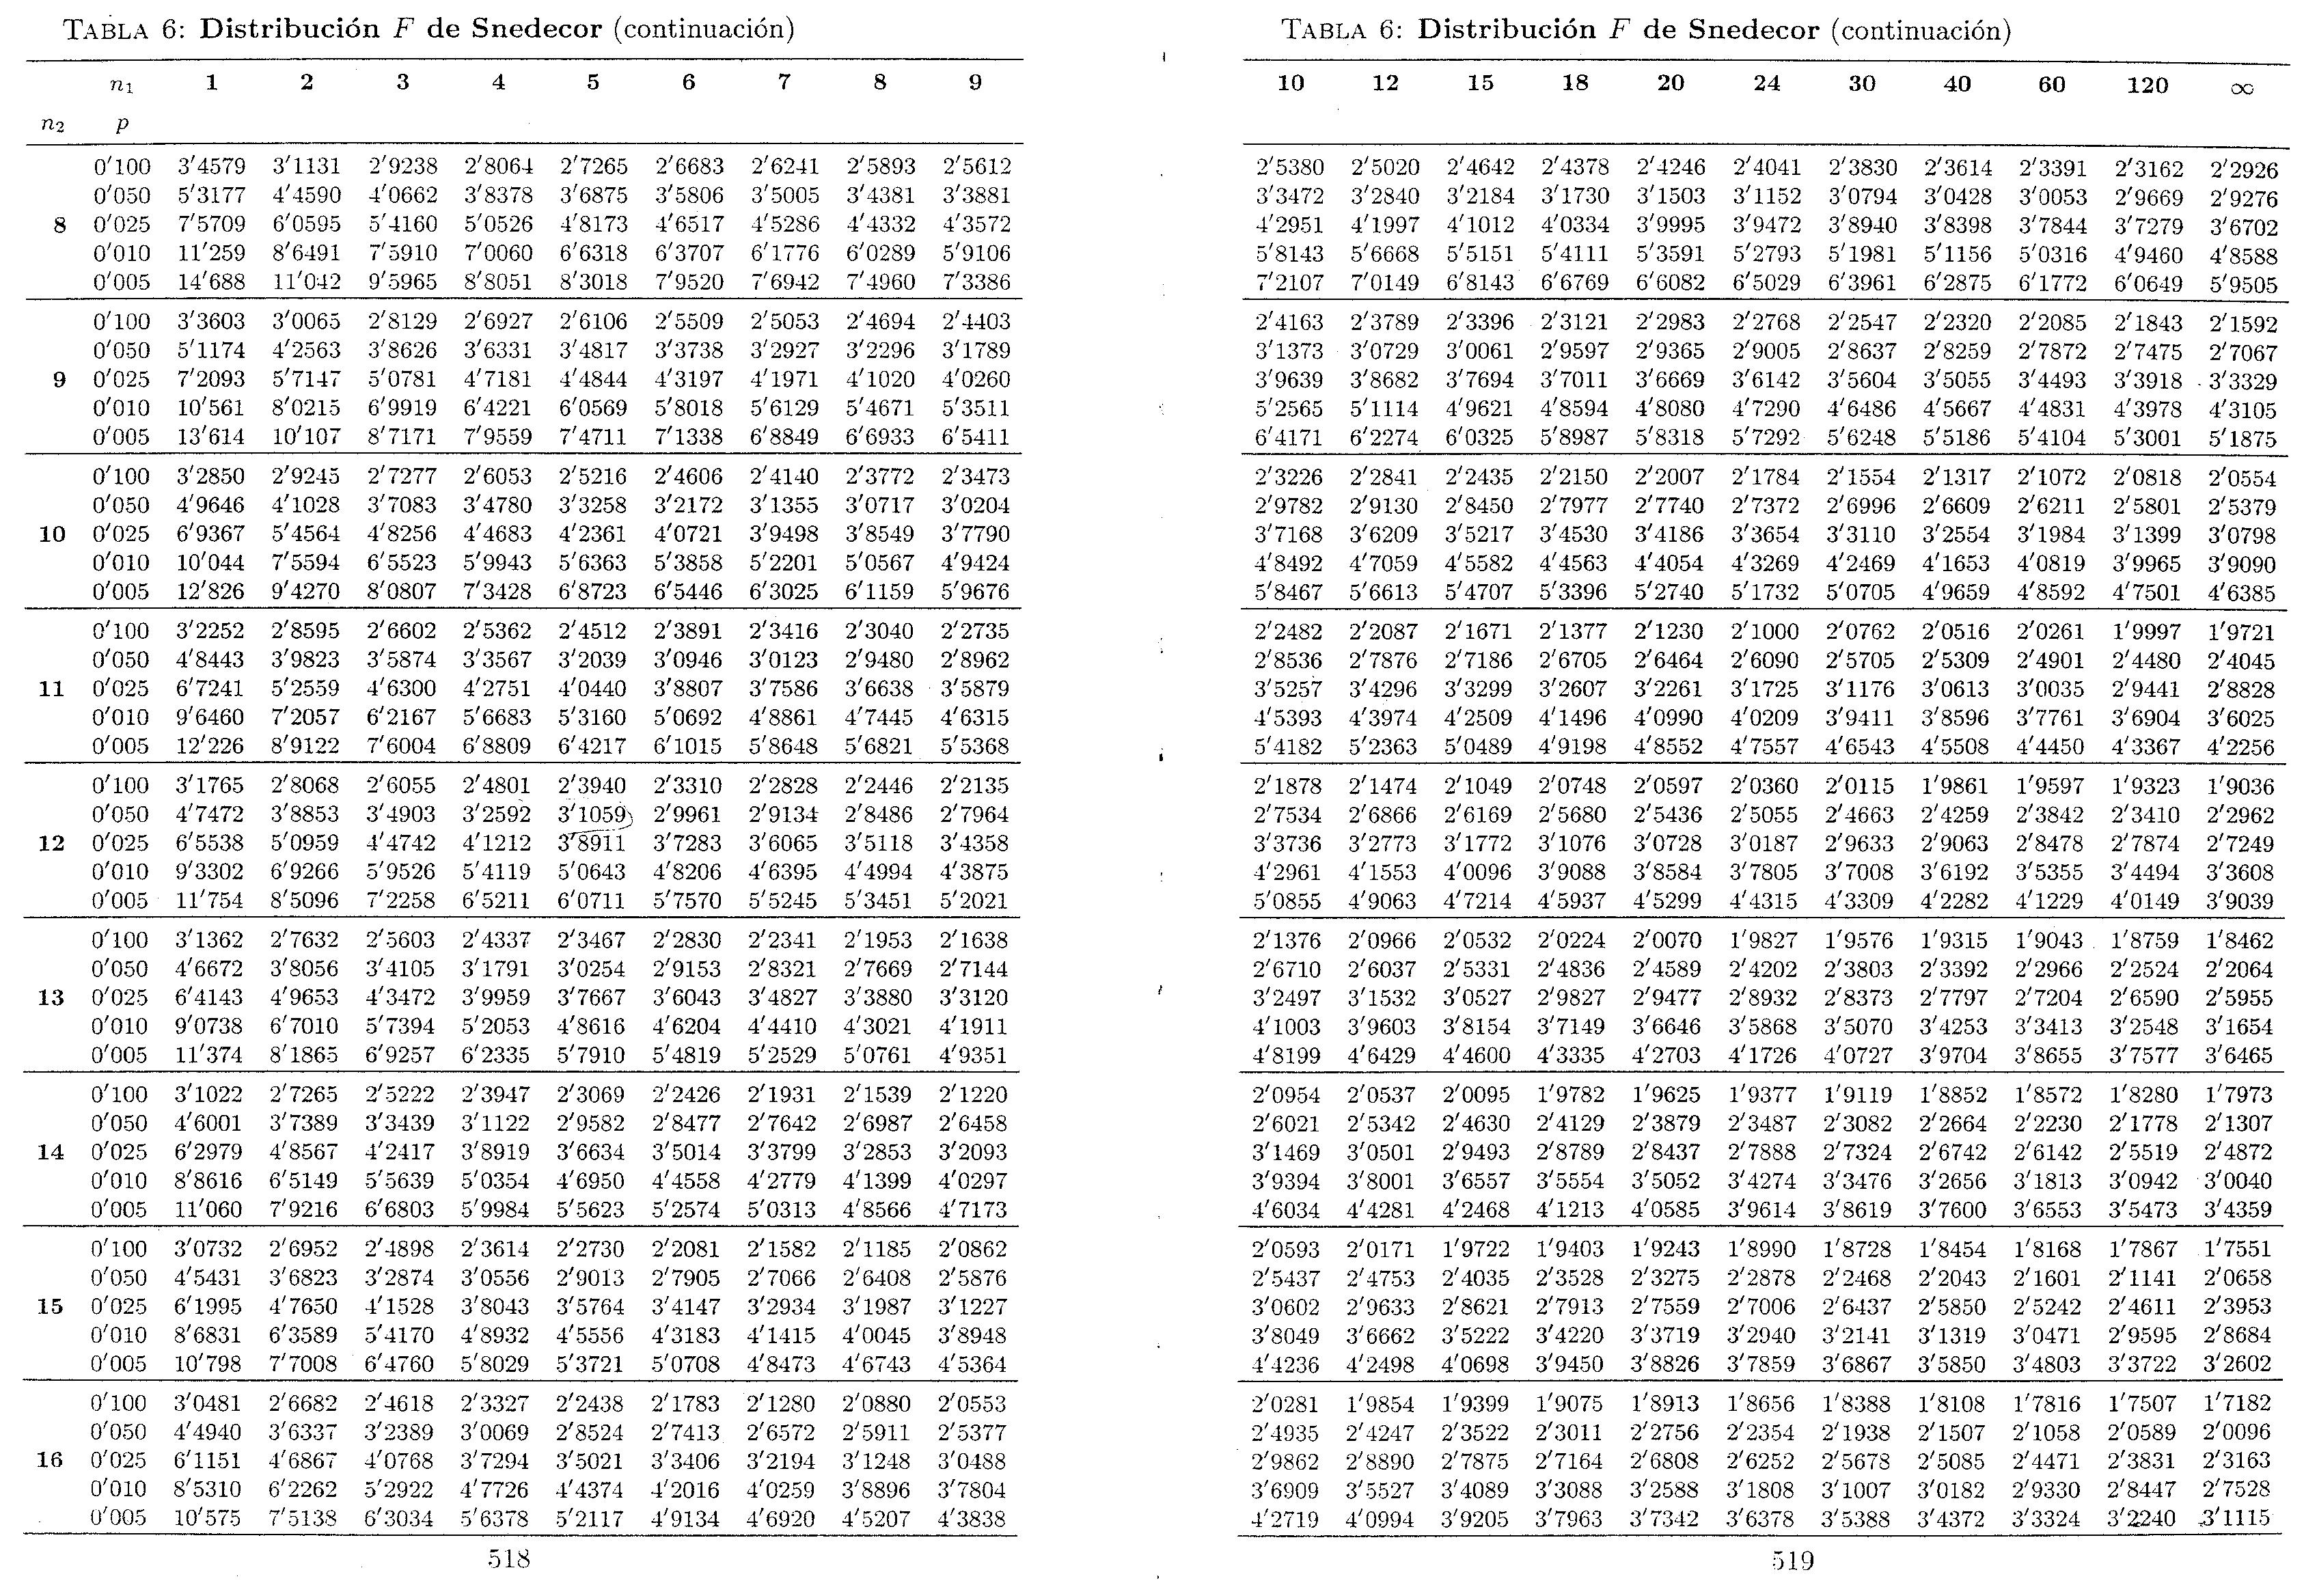 TABLA 6: Distribución F de Snedecor (continuación)
n₁ 1 2 3 4 5 6 7 8 9
n₂ p
0'100 3'4579 3'1131 2'9238 2'8064 2'7265 2'6683 2'6241 2'5893 2'5612
0'050 5'3177 4'4590 4'0662 3'8378 3'6875 3'5806 3'5005 3'4381 3'3881
8 0'025 7'5709 6'0595 5'4160 5'0526 4'8173 4'6517 4'5286 4'4332 4'3572
0'010 11'259 8'6491 7'5910 7'0060 6'6318 6'3707 6'1776 6'0289 5'9106
0'005 14'688 11'042 9'5965 8'8051 8'3018 7'9520 7'6942 7'4960 7'3386
0'100 3'3603 3'0065 2'8129 2'6927 2'6106 2'5509 2'5053 2'4694 2'4403
0'050 5'1174 4'2563 3'8626 3'6331 3'4817 3'3738 3'2927 3'2296 3'1789
9 0'025 7'2093 5'7147 5'0781 4'7181 4'4844 4'3197 4'1971 4'1020 4'0260
0'010 10'561 8'0215 6'9919 6'4221 6'0569 5'8018 5'6129 5'4671 5'3511
0'005 13'614 10'107 8'7171 7'9559 7'4711 7'1338 6'8849 6'6933 6'5411
0'100 3'2850 2'9245 2'7277 2'6053 2'5216 2'4606 2'4140 2'3772 2'3473
0'050 4'9646 4'1028 3'7083 3'4780 3'3258 3'2172 3'1355 3'0717 3'0204
10 0'025 6'9367 5'4564 4'8256 4'4683 4'2361 4'0721 3'9498 3'8549 3'7790
0'010 10'044 7'5594 6'5523 5'9943 5'6363 5'3858 5'2201 5'0567 4'9424
0'005 12'826 9'4270 8'0807 7'3428 6'8723 6'5446 6'3025 6'1159 5'9676
0'100 3'2252 2'8595 2'6602 2'5362 2'4512 2'3891 2'3416 2'3040 2'2735
0'050 4'8443 3'9823 3'5874 3'3567 3'2039 3'0946 3'0123 2'9480 2'8962
11 0'025 6'7241 5'2559 4'6300 4'2751 4'0440 3'8807 3'7586 3'6638 3'5879
0'010 9'6460 7'2057 6'2167 5'6683 5'3160 5'0692 4'8861 4'7445 4'6315
0'005 12'226 8'9122 7'6004 6'8809 6'4217 6'1015 5'8648 5'6821 5'5368
0'100 3'1765 2'8068 2'6055 2'4801 2'3940 2'3310 2'2828 2'2446 2'2135
0'050 4'7472 3'8853 3'4903 3'2592 3'1059 2'9961 2'9134 2'8486 2'7964
12 0'025 6'5538 5'0959 4'4742 4'1212 3'8911 3'7283 3'6065 3'5118 3'4358
0'010 9'3302 6'9266 5'9526 5'4119 5'0643 4'8206 4'6395 4'4994 4'3875
0'005 11'754 8'5096 7'2258 6'5211 6'0711 5'7570 5'5245 5'3451 5'2021
0'100 3'1362 2'7632 2'5603 2'4337 2'3467 2'2830 2'2341 2'1953 2'1638
0'050 4'6672 3'8056 3'4105 3'1791 3'0254 2'9153 2'8321 2'7669 2'7144
13 0'025 6'4143 4'9653 4'3472 3'9959 3'7667 3'6043 3'4827 3'3880 3'3120
0'010 9'0738 6'7010 5'7394 5'2053 4'8616 4'6204 4'4410 4'3021 4'1911
0'005 11'374 8'1865 6'9257 6'2335 5'7910 5'4819 5'2529 5'0761 4'9351
0'100 3'1022 2'7265 2'5222 2'3947 2'3069 2'2426 2'1931 2'1539 2'1220
0'050 4'6001 3'7389 3'3439 3'1122 2'9582 2'8477 2'7642 2'6987 2'6458
14 0'025 6'2979 4'8567 4'2417 3'8919 3'6634 3'5014 3'3799 3'2853 3'2093
0'010 8'8616 6'5149 5'5639 5'0354 4'6950 4'4558 4'2779 4'1399 4'0297
0'005 11'060 7'9216 6'6803 5'9984 5'5623 5'2574 5'0313 4'8566 4'7173
0'100 3'0732 2'6952 2'4898 2'3614 2'2730 2'2081 2'1582 2'1185 2'0862
0'050 4'5431 3'6823 3'2874 3'0556 2'9013 2'7905 2'7066 2'6408 2'5876
15 0'025 6'1995 4'7650 4'1528 3'8043 3'5764 3'4147 3'2934 3'1987 3'1227
0'010 8'6831 6'3589 5'4170 4'8932 4'5556 4'3183 4'1415 4'0045 3'8948
0'005 10'798 7'7008 6'4760 5'8029 5'3721 5'0708 4'8473 4'6743 4'5364
0'100 3'0481 2'6682 2'4618 2'3327 2'2438 2'1783 2'1280 2'0880 2'0553
0'050 4'4940 3'6337 3'2389 3'0069 2'8524 2'7413 2'6572 2'5911 2'5377
16 0'025 6'1151 4'6867 4'0768 3'7294 3'5021 3'3406 3'2194 3'1248 3'0488
0'010 8'5310 6'2262 5'2922 4'7726 4'4374 4'2016 4'0259 3'8896 3'7804
0'005 10'575 7'5138 6'3034 5'6378 5'2117 4'9134 4'6920 4'5207 4'3838
518
TABLA 6: Distribución F de Snedecor (continuación)
10 12 15 18 20 24 30 40 60 120 ∞
2'5380 2'5020 2'4642 2'4378 2'4246 2'4041 2'3830 2'3614 2'3391 2'3162 2'2926
3'3472 3'2840 3'2184 3'1730 3'1503 3'1152 3'0794 3'0428 3'0053 2'9669 2'9276
4'2951 4'1997 4'1012 4'0334 3'9995 3'9472 3'8940 3'8398 3'7844 3'7279 3'6702
5'8143 5'6668 5'5151 5'4111 5'3591 5'2793 5'1981 5'1156 5'0316 4'9460 4'8588
7'2107 7'0149 6'8143 6'6769 6'6082 6'5029 6'3961 6'2875 6'1772 6'0649 5'9505
2'4163 2'3789 2'3396 2'3121 2'2983 2'2768 2'2547 2'2320 2'2085 2'1843 2'1592
3'1373 3'0729 3'0061 2'9597 2'9365 2'9005 2'8637 2'8259 2'7872 2'7475 2'7067
3'9639 3'8682 3'7694 3'7011 3'6669 3'6142 3'5604 3'5055 3'4493 3'3918 3'3329
5'2565 5'1114 4'9621 4'8594 4'8080 4'7290 4'6486 4'5667 4'4831 4'3978 4'3105
6'4171 6'2274 6'0325 5'8987 5'8318 5'7292 5'6248 5'5186 5'4104 5'3001 5'1875
2'3226 2'2841 2'2435 2'2150 2'2007 2'1784 2'1554 2'1317 2'1072 2'0818 2'0554
2'9782 2'9130 2'8450 2'7977 2'7740 2'7372 2'6996 2'6609 2'6211 2'5801 2'5379
3'7168 3'6209 3'5217 3'4530 3'4186 3'3654 3'3110 3'2554 3'1984 3'1399 3'0798
4'8492 4'7059 4'5582 4'4563 4'4054 4'3269 4'2469 4'1653 4'0819 3'9965 3'9090
5'8467 5'6613 5'4707 5'3396 5'2740 5'1732 5'0705 4'9659 4'8592 4'7501 4'6385
2'2482 2'2087 2'1671 2'1377 2'1230 2'1000 2'0762 2'0516 2'0261 1'9997 1'9721
2'8536 2'7876 2'7186 2'6705 2'6464 2'6090 2'5705 2'5309 2'4901 2'4480 2'4045
3'5257 3'4296 3'3299 3'2607 3'2261 3'1725 3'1176 3'0613 3'0035 2'9441 2'8828
4'5393 4'3974 4'2509 4'1496 4'0990 4'0209 3'9411 3'8596 3'7761 3'6904 3'6025
5'4182 5'2363 5'0489 4'9198 4'8552 4'7557 4'6543 4'5508 4'4450 4'3367 4'2256
2'1878 2'1474 2'1049 2'0748 2'0597 2'0360 2'0115 1'9861 1'9597 1'9323 1'9036
2'7534 2'6866 2'6169 2'5680 2'5436 2'5055 2'4663 2'4259 2'3842 2'3410 2'2962
3'3736 3'2773 3'1772 3'1076 3'0728 3'0187 2'9633 2'9063 2'8478 2'7874 2'7249
4'2961 4'1553 4'0096 3'9088 3'8584 3'7805 3'7008 3'6192 3'5355 3'4494 3'3608
5'0855 4'9063 4'7214 4'5937 4'5299 4'4315 4'3309 4'2282 4'1229 4'0149 3'9039
2'1376 2'0966 2'0532 2'0224 2'0070 1'9827 1'9576 1'9315 1'9043 1'8759 1'8462
2'6710 2'6037 2'5331 2'4836 2'4589 2'4202 2'3803 2'3392 2'2966 2'2524 2'2064
3'2497 3'1532 3'0527 2'9827 2'9477 2'8932 2'8373 2'7797 2'7204 2'6590 2'5955
4'1003 3'9603 3'8154 3'7149 3'6646 3'5868 3'5070 3'4253 3'3413 3'2548 3'1654
4'8199 4'6429 4'4600 4'3335 4'2703 4'1726 4'0727 3'9704 3'8655 3'7577 3'6465
2'0954 2'0537 2'0095 1'9782 1'9625 1'9377 1'9119 1'8852 1'8572 1'8280 1'7973
2'6021 2'5342 2'4630 2'4129 2'3879 2'3487 2'3082 2'2664 2'2230 2'1778 2'1307
3'1469 3'0501 2'9493 2'8789 2'8437 2'7888 2'7324 2'6742 2'6142 2'5519 2'4872
3'9394 3'8001 3'6557 3'5554 3'5052 3'4274 3'3476 3'2656 3'1813 3'0942 3'0040
4'6034 4'4281 4'2468 4'1213 4'0585 3'9614 3'8619 3'7600 3'6553 3'5473 3'4359
2'0593 2'0171 1'9722 1'9403 1'9243 1'8990 1'8728 1'8454 1'8168 1'7867 1'7551
2'5437 2'4753 2'4035 2'3528 2'3275 2'2878 2'2468 2'2043 2'1601 2'1141 2'0658
3'0602 2'9633 2'8621 2'7913 2'7559 2'7006 2'6437 2'5850 2'5242 2'4611 2'3953
3'8049 3'6662 3'5222 3'4220 3'3719 3'2940 3'2141 3'1319 3'0471 2'9595 2'8684
4'4236 4'2498 4'0698 3'9450 3'8826 3'7859 3'6867 3'5850 3'4803 3'3722 3'2602
2'0281 1'9854 1'9399 1'9075 1'8913 1'8656 1'8388 1'8108 1'7816 1'7507 1'7182
2'4935 2'4247 2'3522 2'3011 2'2756 2'2354 2'1938 2'1507 2'1058 2'0589 2'0096
2'9862 2'8890 2'7875 2'7164 2'6808 2'6252 2'5678 2'5085 2'4471 2'3831 2'3163
3'6909 3'5527 3'4089 3'3088 3'2588 3'1808 3'1007 3'0182 2'9330 2'8447 2'7528
4'2719 4'0994 3'9205 3'7963 3'7342 3'6378 3'5388 3'4372 3'3324 3'2240 3'1115
519